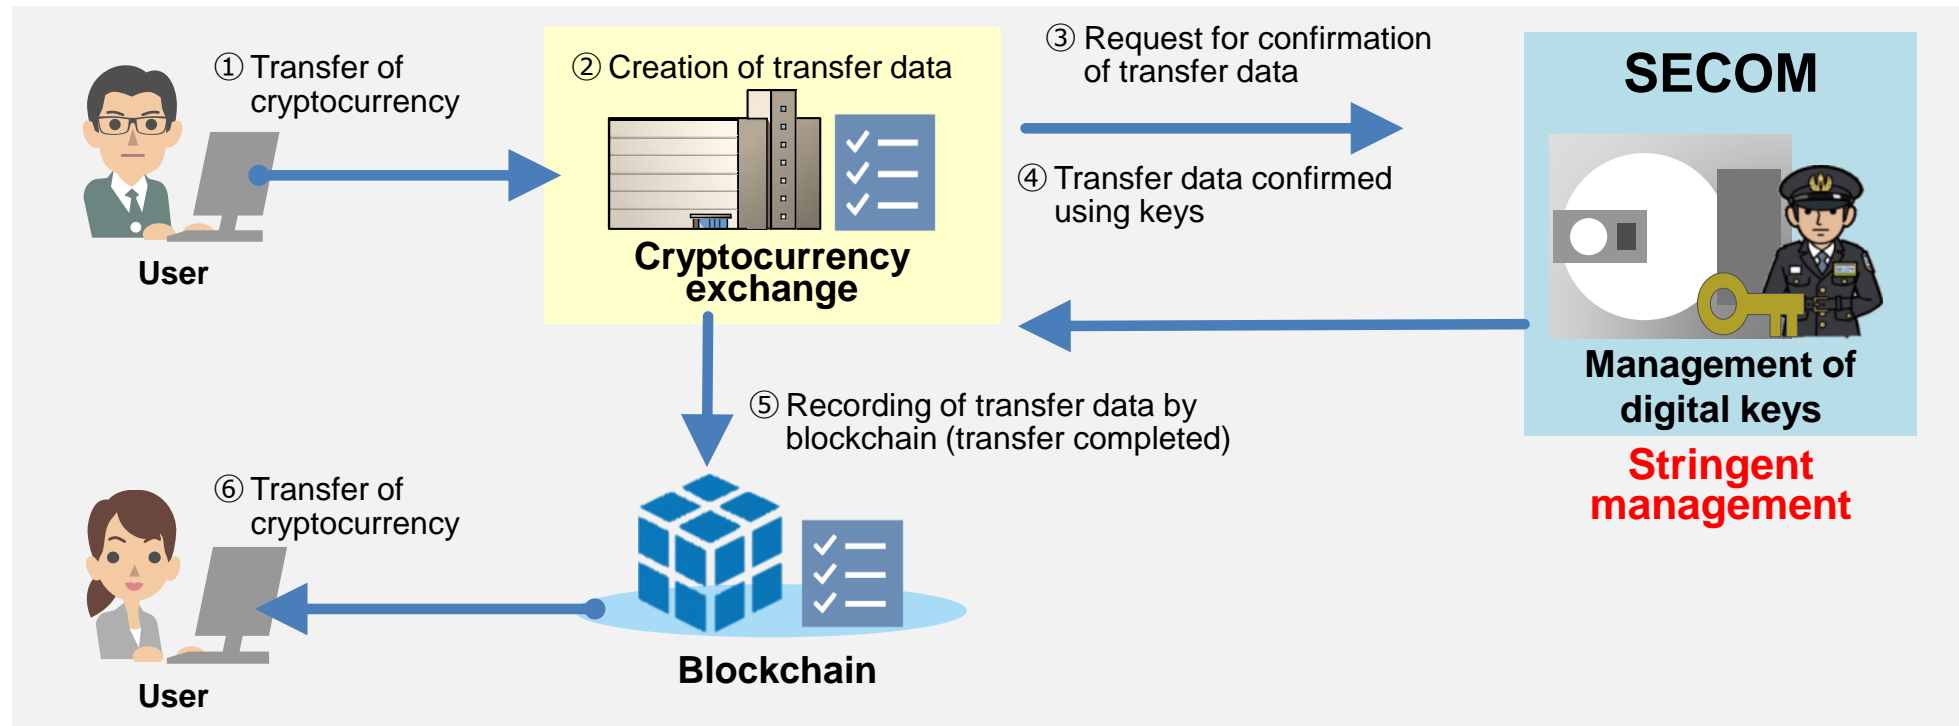 ① Transfer of
cryptocurrency
User
② Creation of transfer data
Cryptocurrency
exchange
③ Request for confirmation
of transfer data
④ Transfer data confirmed
using keys
SECOM
Management of
digital keys
Stringent
management
⑤ Recording of transfer data by
blockchain (transfer completed)
Blockchain
⑥ Transfer of
cryptocurrency
User